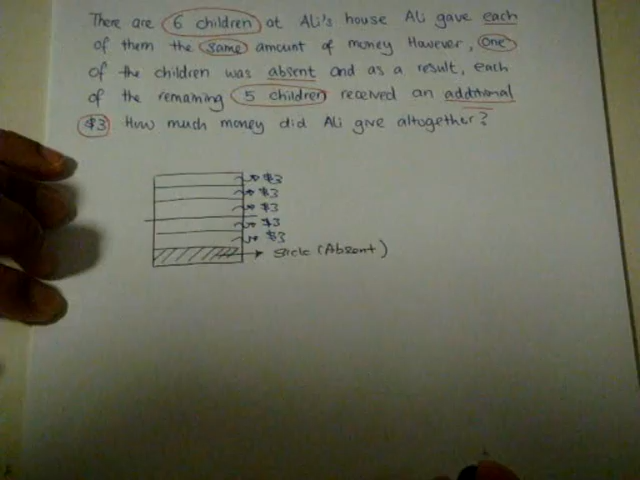 There are 6 children at Ali's house Ali gave each
of them the same amount of money However, one
of the children was absent and as a result, each
of the remaining 5 children received an additional
$3 How much money did Ali give altogether?
$3
$3
$3
$3
$3
Sick (Absent)